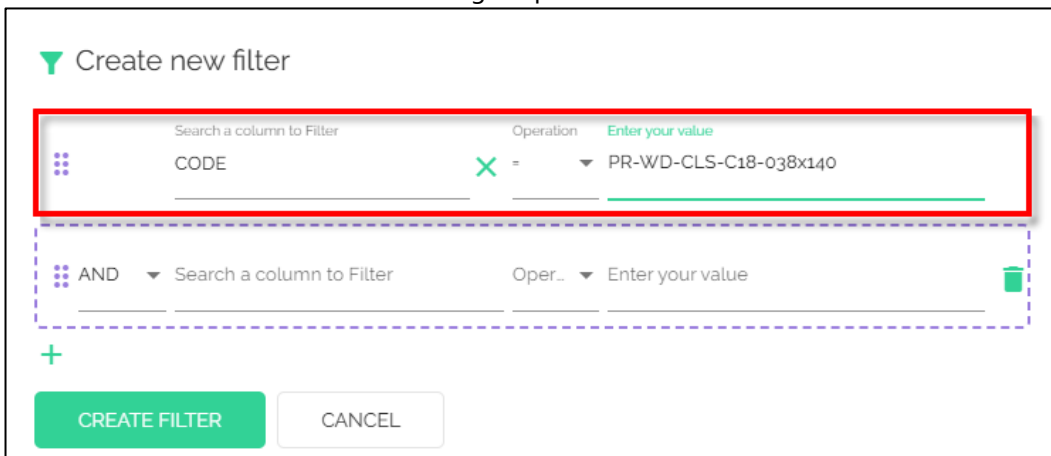 Create new filter
Search a column to Filter Operation Enter your value
CODE = PR-WD-CLS-C18-038x140
AND Search a column to Filter Oper... Enter your value
CREATE FILTER CANCEL